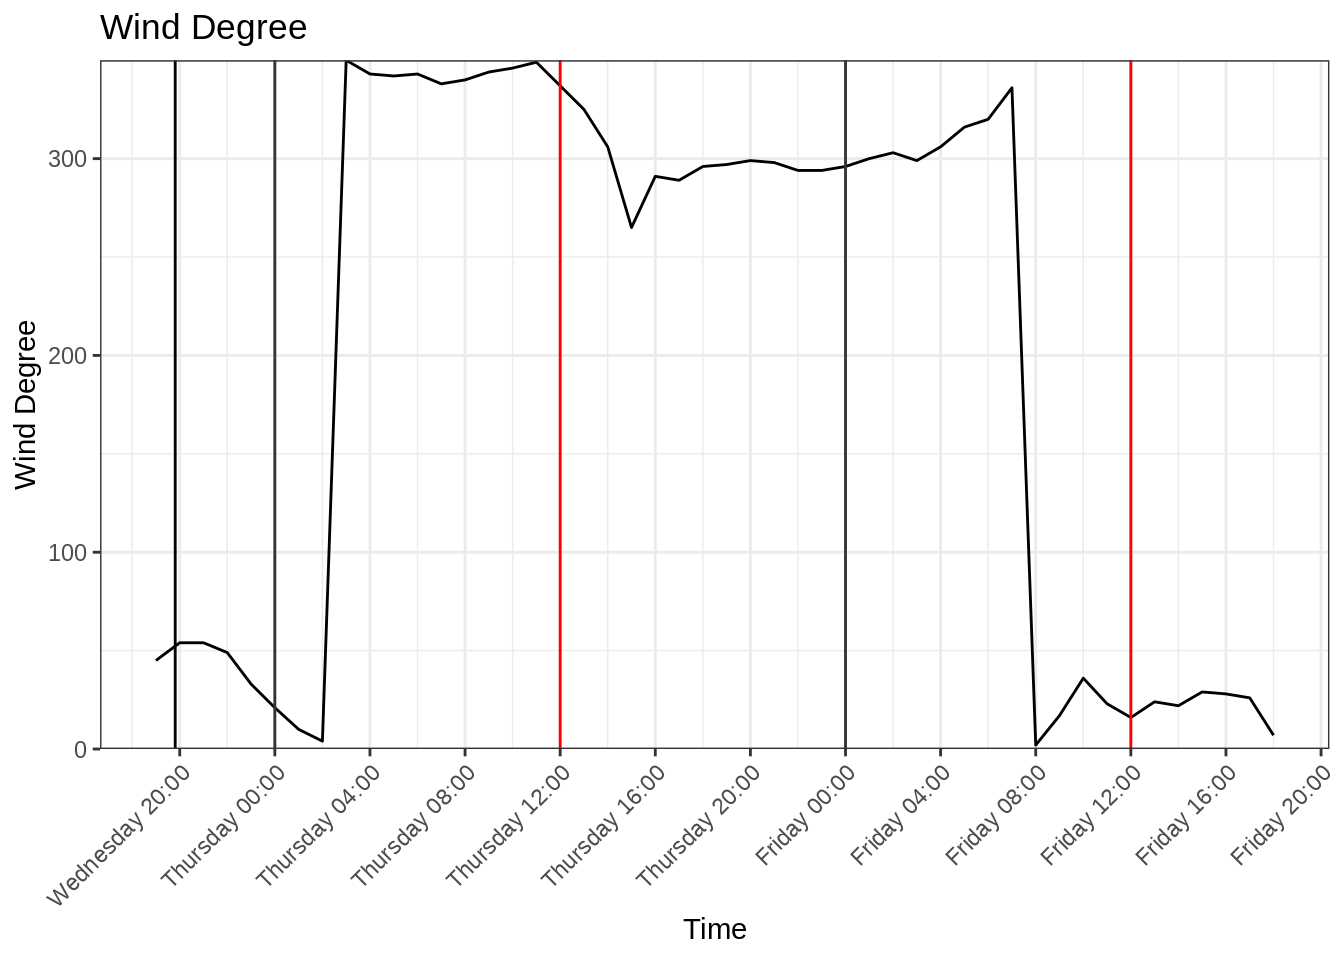 Wind Degree
Wind Degree
300
200
100
0
Wednesday 20:00
Thursday 00:00
Thursday 04:00
Thursday 08:00
Thursday 12:00
Thursday 16:00
Thursday 20:00
Friday 00:00
Friday 04:00
Friday 08:00
Friday 12:00
Friday 16:00
Friday 20:00
Time